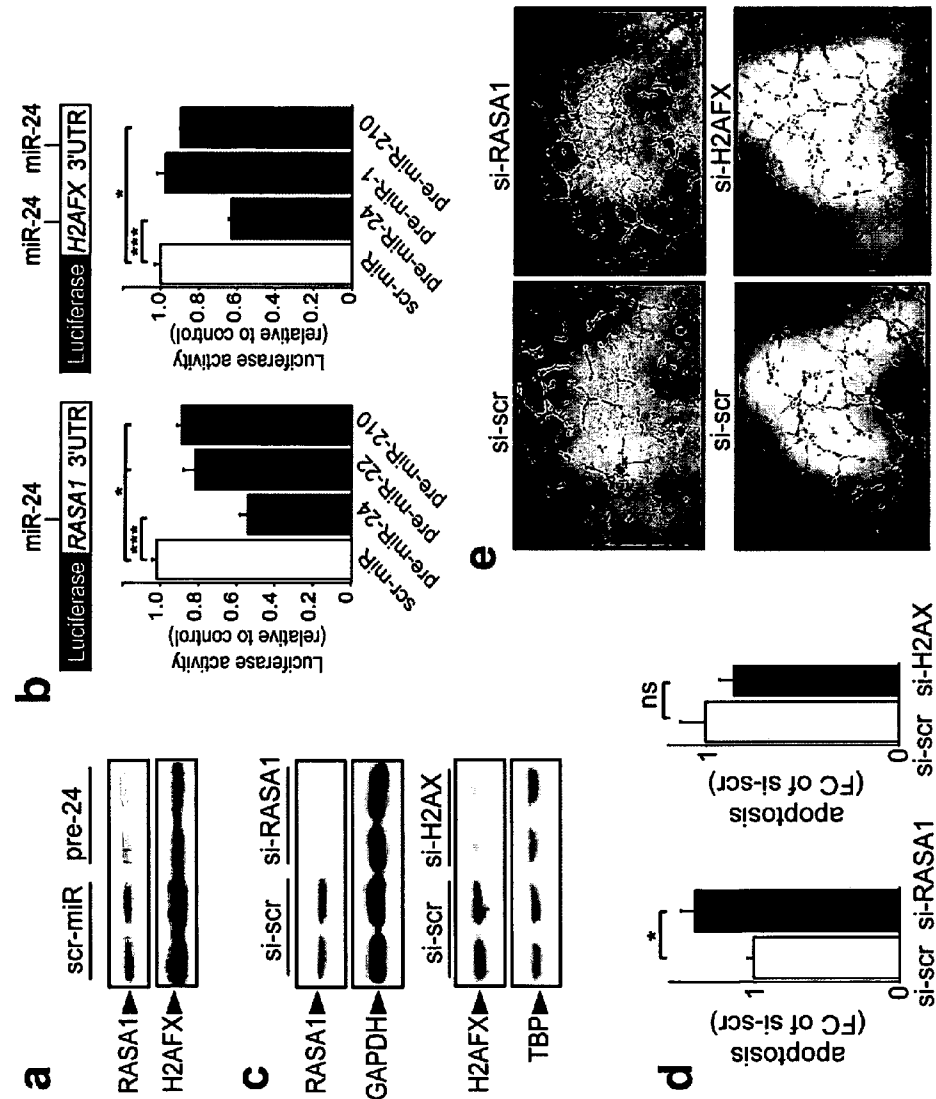 a
scr-miR pre-24
RASA1
H2AFX
b
miR-24
Luciferase RASA1 3'UTR
Luciferase activity
(relative to control)
1.0
0.8
0.6
0.4
0.2
0
*
***
scr-miR
pre-miR-24
pre-miR-22
pre-miR-210
miR-24 miR-24
Luciferase H2AFX 3'UTR
Luciferase activity
(relative to control)
1.0
0.8
0.6
0.4
0.2
0
*
***
scr-miR
pre-miR-24
pre-miR-1
pre-miR-210
c
si-scr si-RASA1
RASA1
GAPDH
si-scr si-H2AX
H2AFX
TBP
d
apoptosis
(FC of si-scr)
1
0
*
si-scr si-RASA1
apoptosis
(FC of si-scr)
1
0
ns
si-scr si-H2AX
e
si-scr si-RASA1
si-scr si-H2AFX